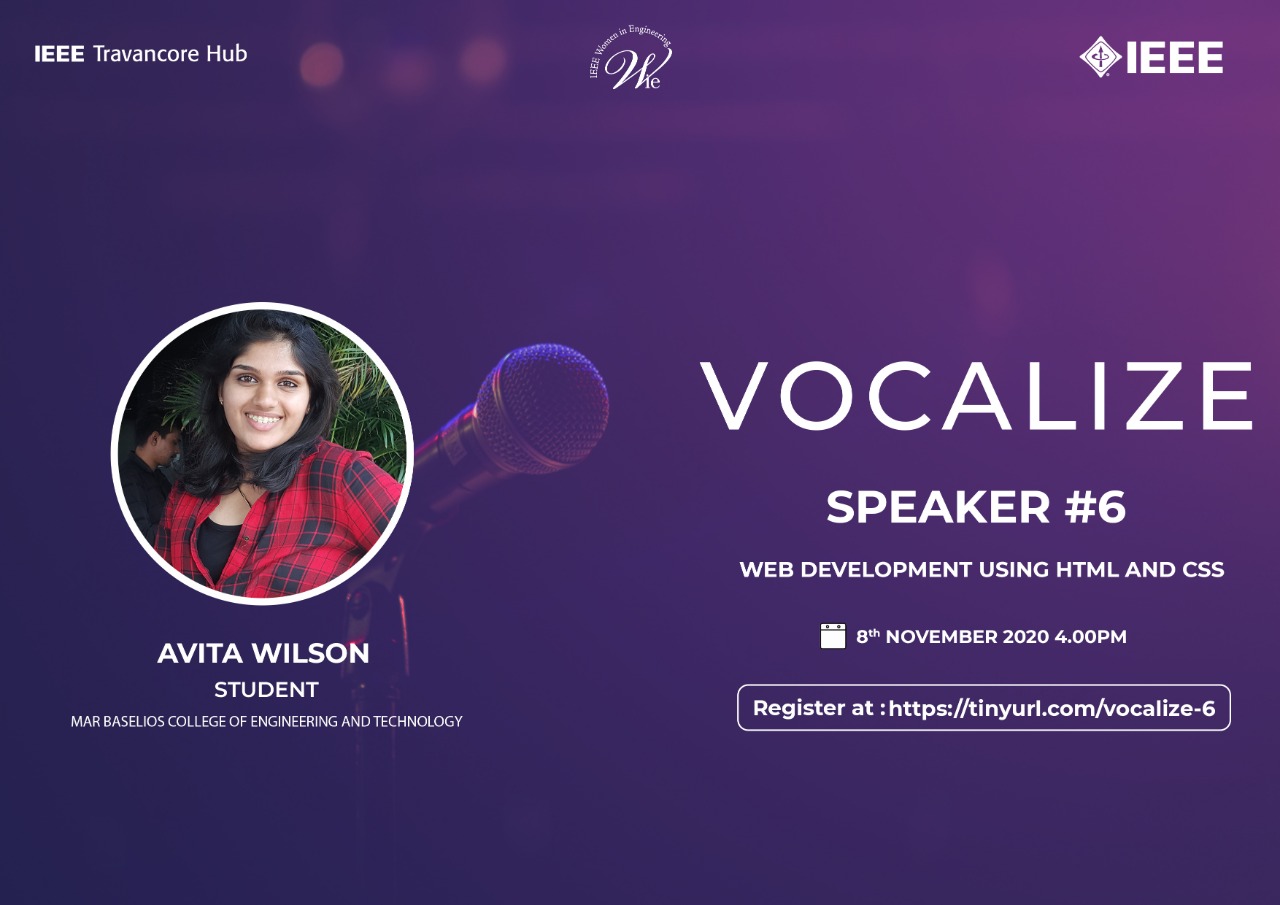 IEEE Travancore Hub
IEEE Women in Engineering
Wie
IEEE
VOCALIZE
SPEAKER #6
WEB DEVELOPMENT USING HTML AND CSS
8th NOVEMBER 2020 4.00PM
Register at : https://tinyurl.com/vocalize-6
AVITA WILSON
STUDENT
MAR BASELIOS COLLEGE OF ENGINEERING AND TECHNOLOGY